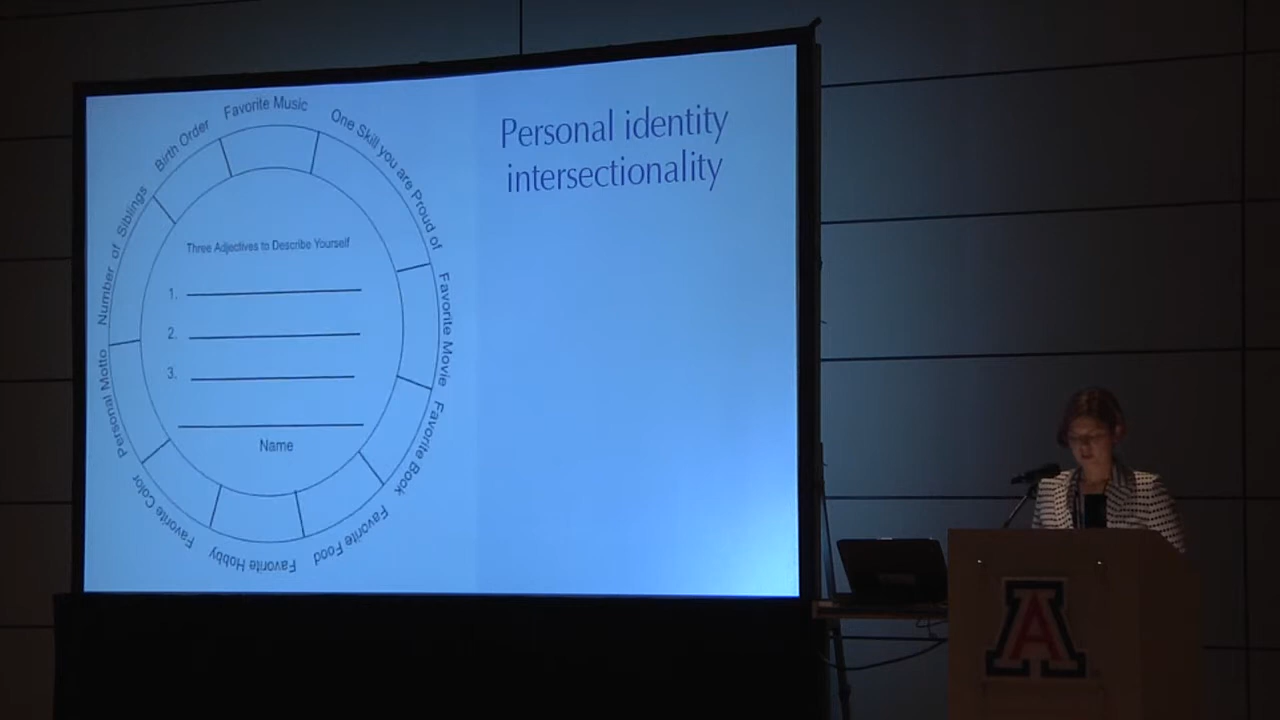 Personal identity
intersectionality
Favorite Music
One Skill you are Proud of
Favorite Movie
Favorite Book
Favorite Food
Favorite Hobby
Favorite Color
Personal Motto
Number of Siblings
Birth Order
Three Adjectives to Describe Yourself
1.
2.
3.
Name
A